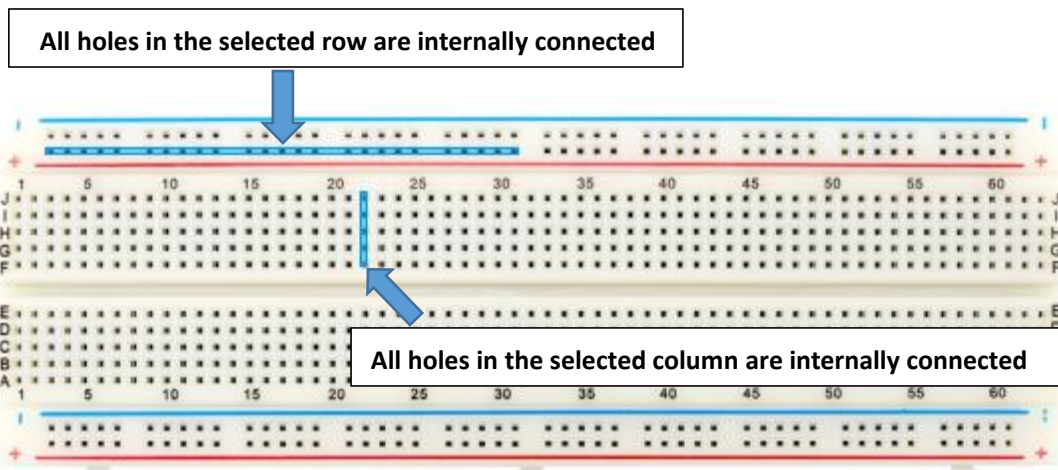 All holes in the selected row are internally connected
- -
+ +
1 5 10 15 20 25 30 35 40 45 50 55 60
J J
I I
H H
G G
F F
E E
D
C
B
A
All holes in the selected column are internally connected
1 5 10 15 20 25 30 35 40 45 50 55 60
- -
+ +